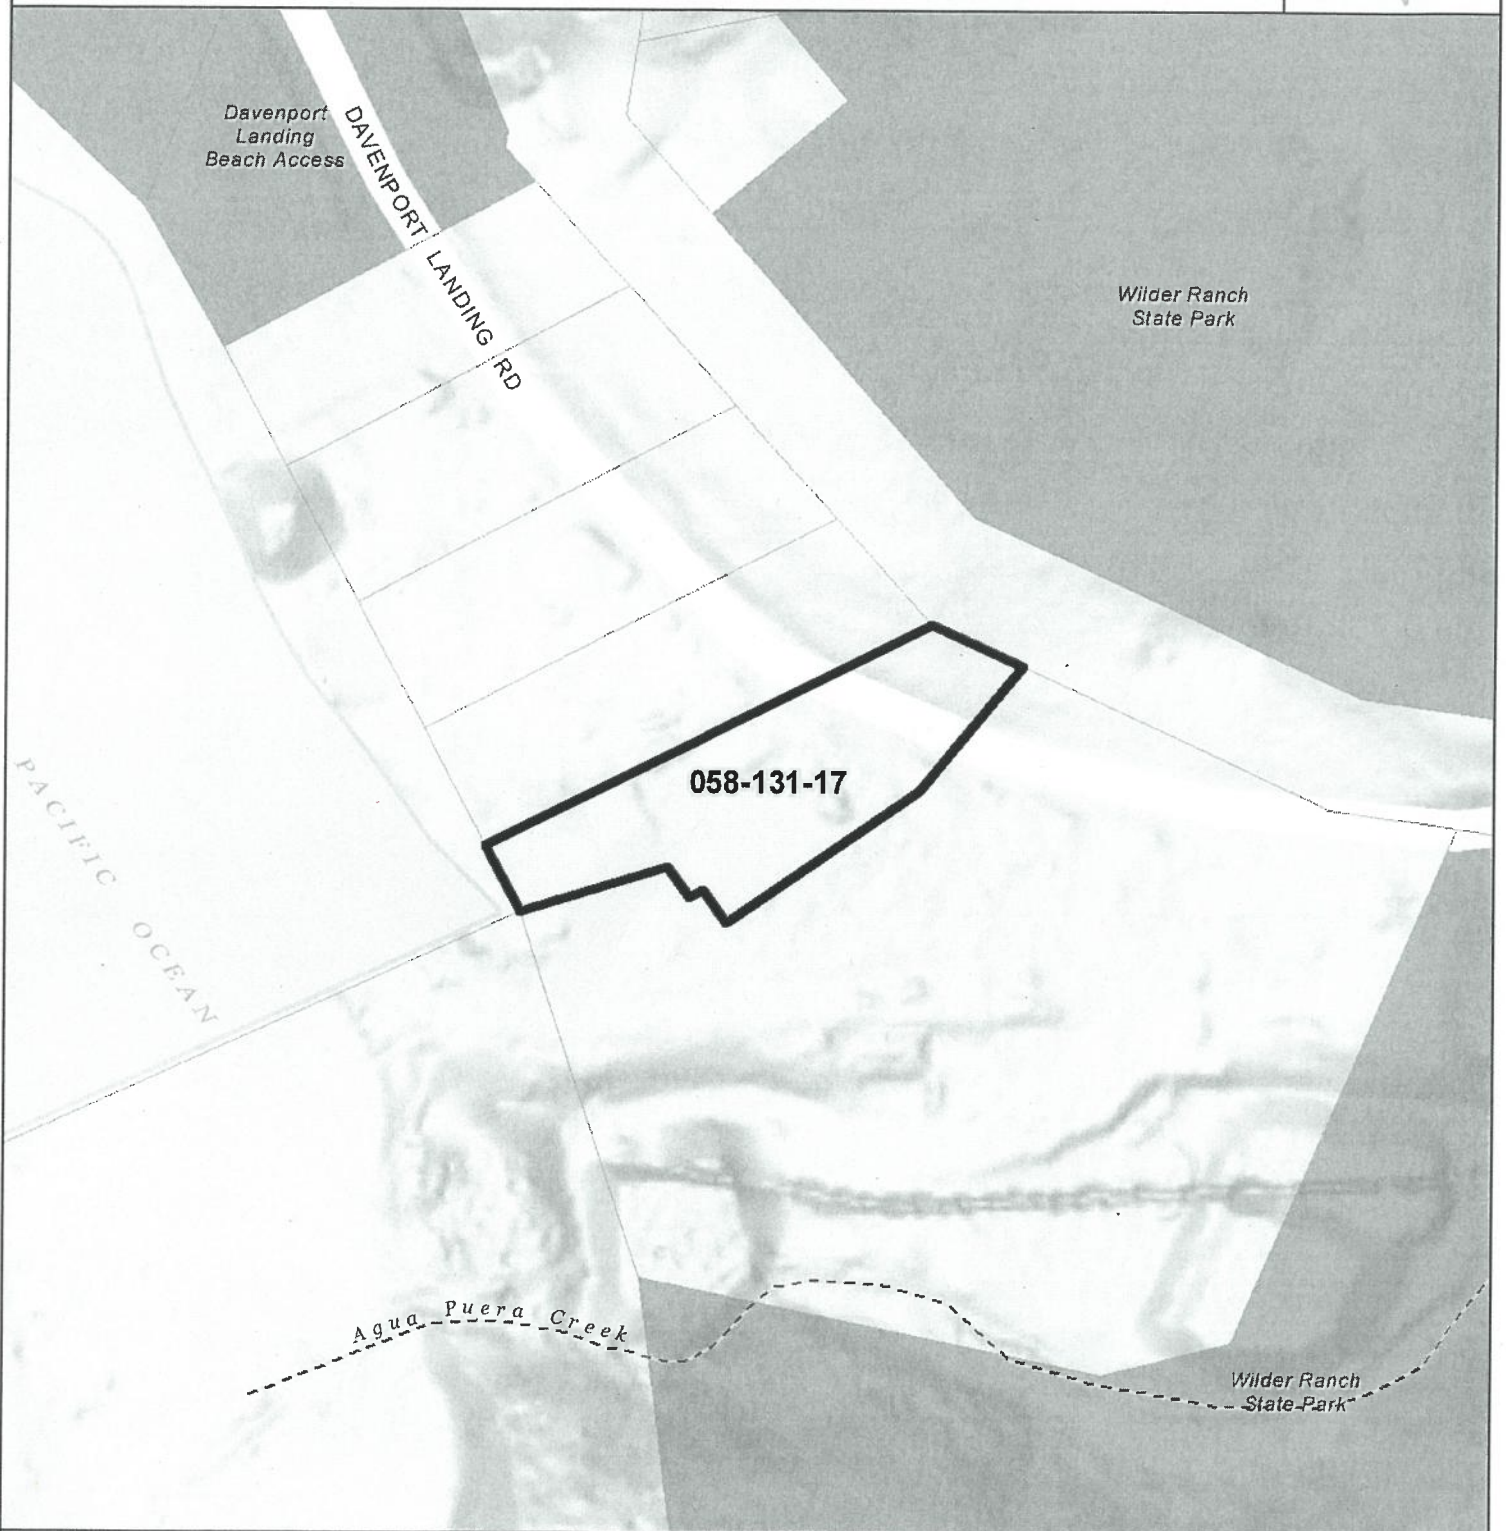 Davenport
Landing
Beach Access
DAVENPORT LANDING RD
Wilder Ranch
State Park
058-131-17
PACIFIC OCEAN
Agua Puera Creek
Wilder Ranch
State Park